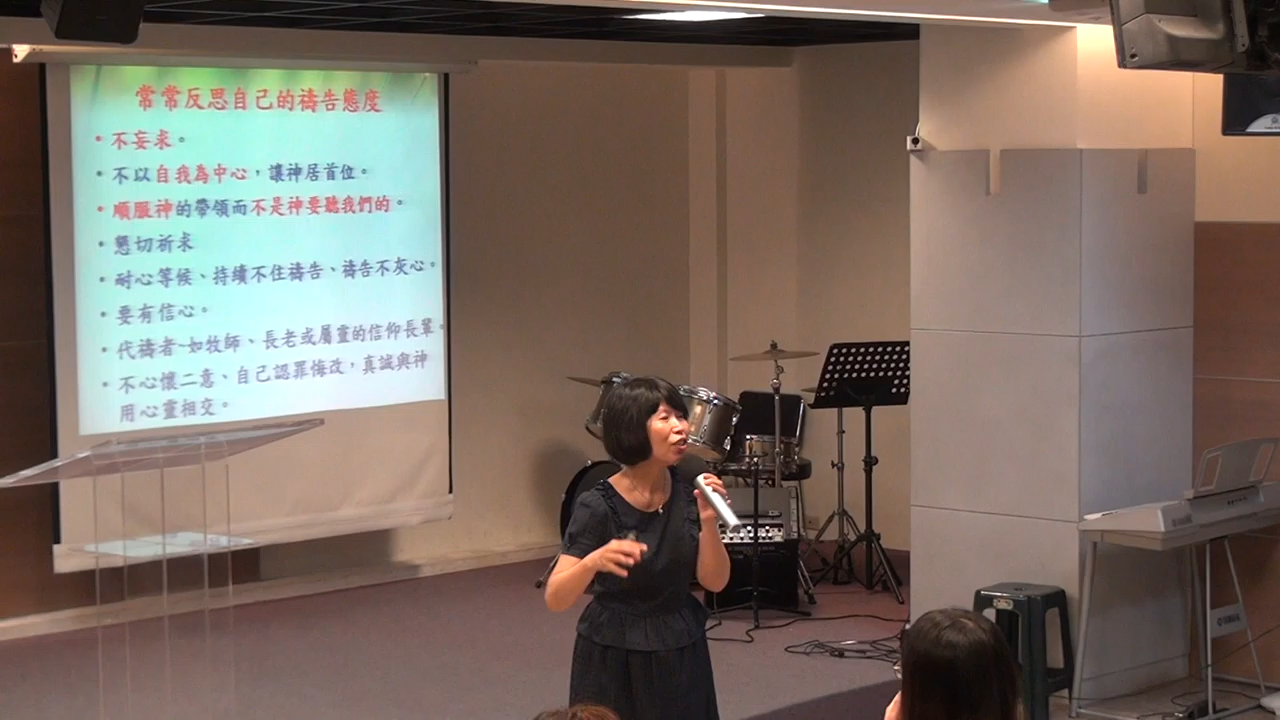 常常反思自己的禱告態度
• 不妄求。
• 不以自我為中心，讓神居首位。
• 順服神的帶領而不是神要聽我們的。
• 懇切祈求
• 耐心等候、持續不住禱告、禱告不灰心。
• 要有信心。
• 代禱者-如牧師、長老或屬靈的信仰長輩。
• 不心懷二意、自己認罪悔改，真誠與神
用心靈相交。
YAMAHA